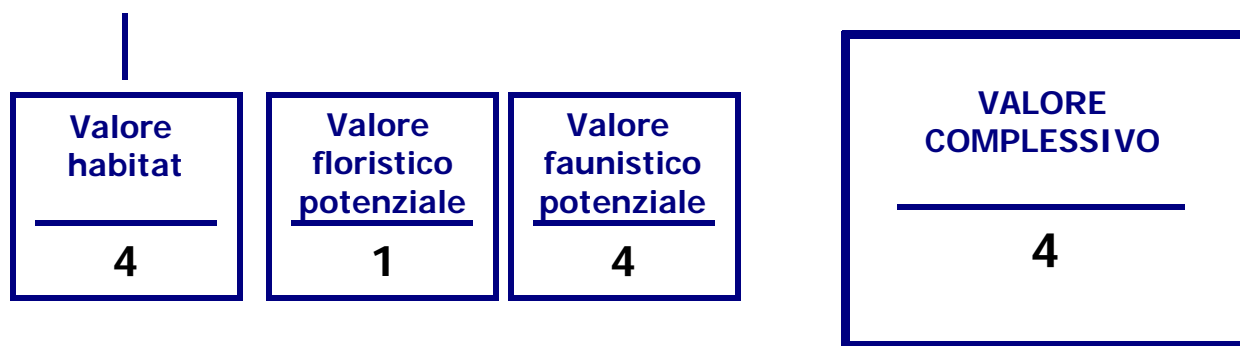 Valore
habitat
4
Valore
floristico
potenziale
1
Valore
faunistico
potenziale
4
VALORE
COMPLESSIVO
4